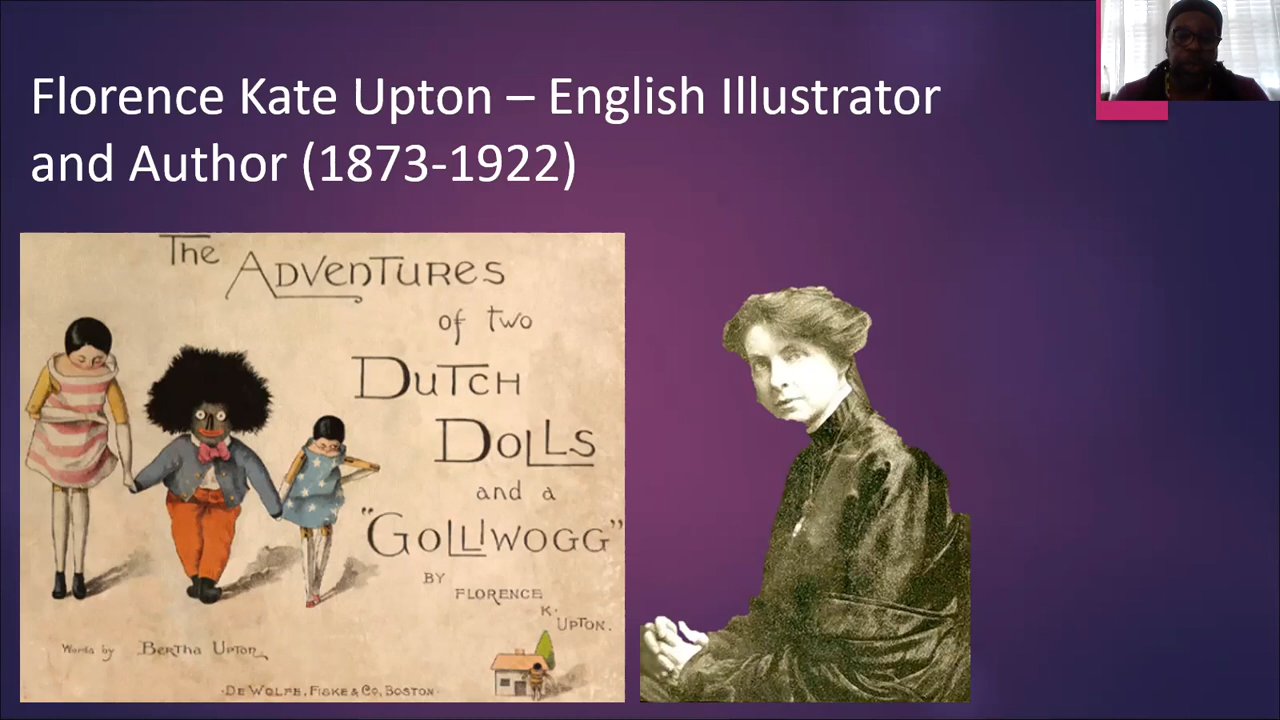 Florence Kate Upton – English Illustrator
and Author (1873-1922)
The
ADVENTURES
of two
DUTCH
DOLLS
and a
"GOLLIWOGG"
BY
FLORENCE
K.
UPTON.
Words by Bertha Upton
·DE WOLFE, FISKE & CO, BOSTON·